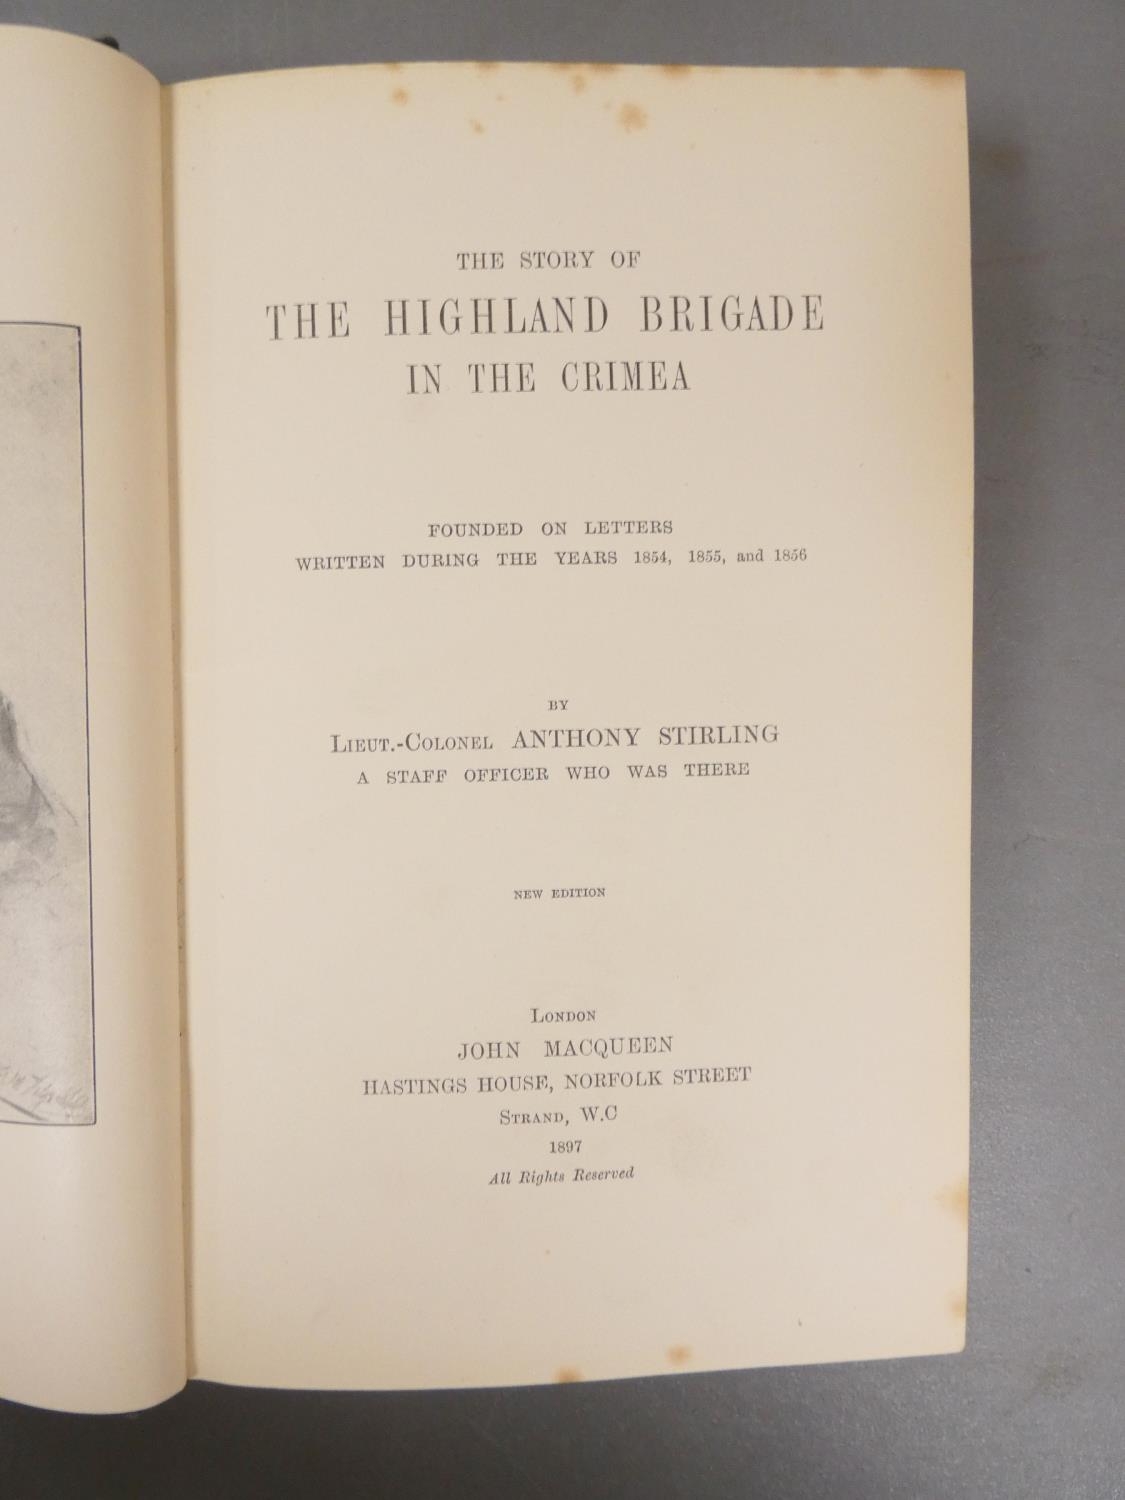 THE STORY OF
THE HIGHLAND BRIGADE
IN THE CRIMEA
FOUNDED ON LETTERS
WRITTEN DURING THE YEARS 1854, 1855, and 1856
BY
LIEUT.-COLONEL ANTHONY STIRLING
A STAFF OFFICER WHO WAS THERE
NEW EDITION
LONDON
JOHN MACQUEEN
HASTINGS HOUSE, NORFOLK STREET
STRAND, W.C
1897
All Rights Reserved